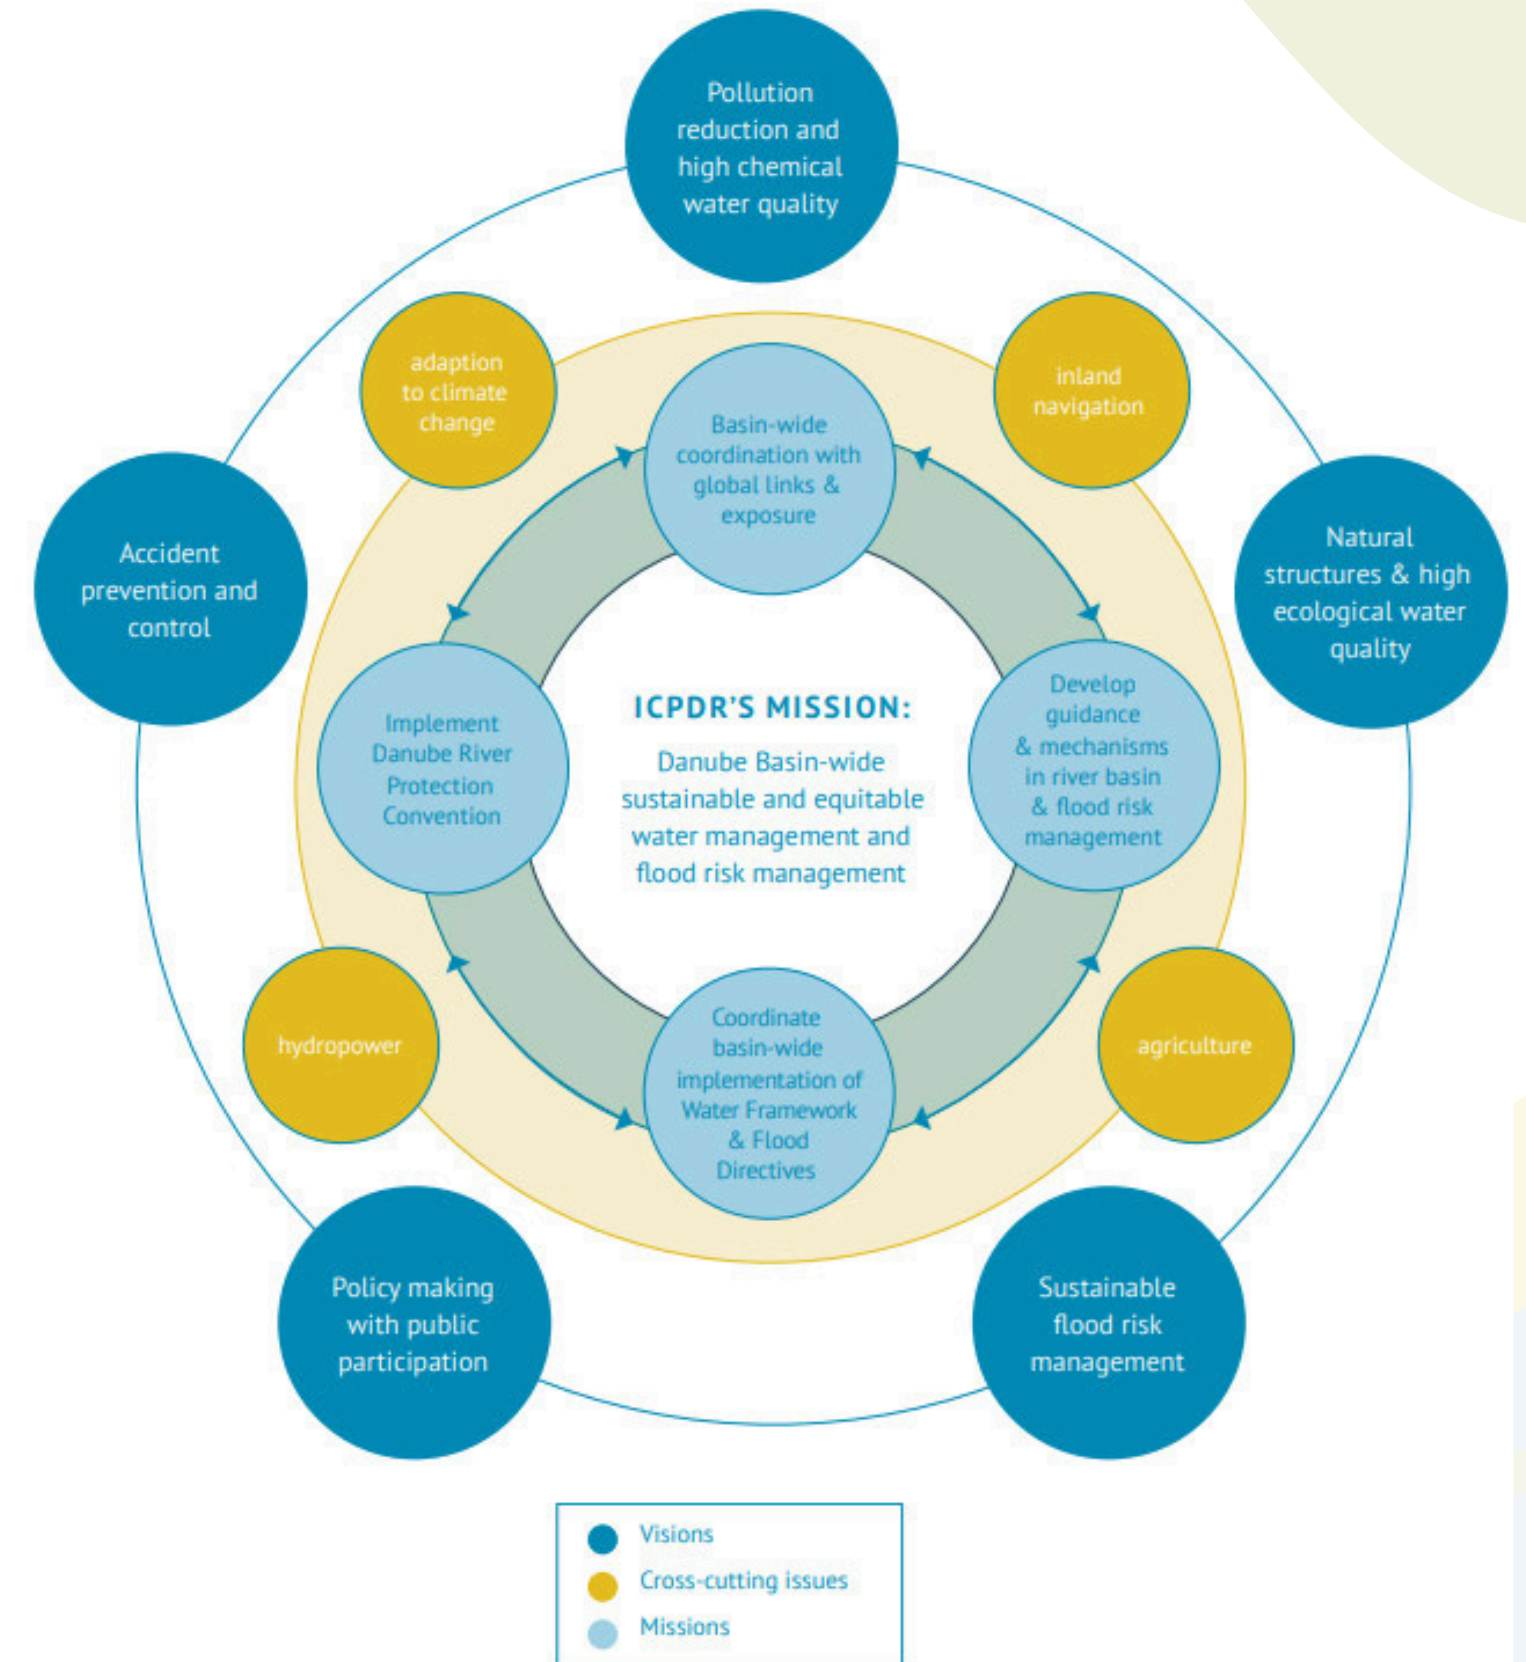 Pollution
reduction and
high chemical
water quality
adaption
to climate
change
inland
navigation
Basin-wide
coordination with
global links &
exposure
Accident
prevention and
control
Natural
structures & high
ecological water
quality
Implement
Danube River
Protection
Convention
ICPDR'S MISSION:
Danube Basin-wide
sustainable and equitable
water management and
flood risk management
Develop
guidance
& mechanisms
in river basin
& flood risk
management
hydropower
Coordinate
basin-wide
implementation of
Water Framework
& Flood
Directives
agriculture
Policy making
with public
participation
Sustainable
flood risk
management
Visions
Cross-cutting issues
Missions